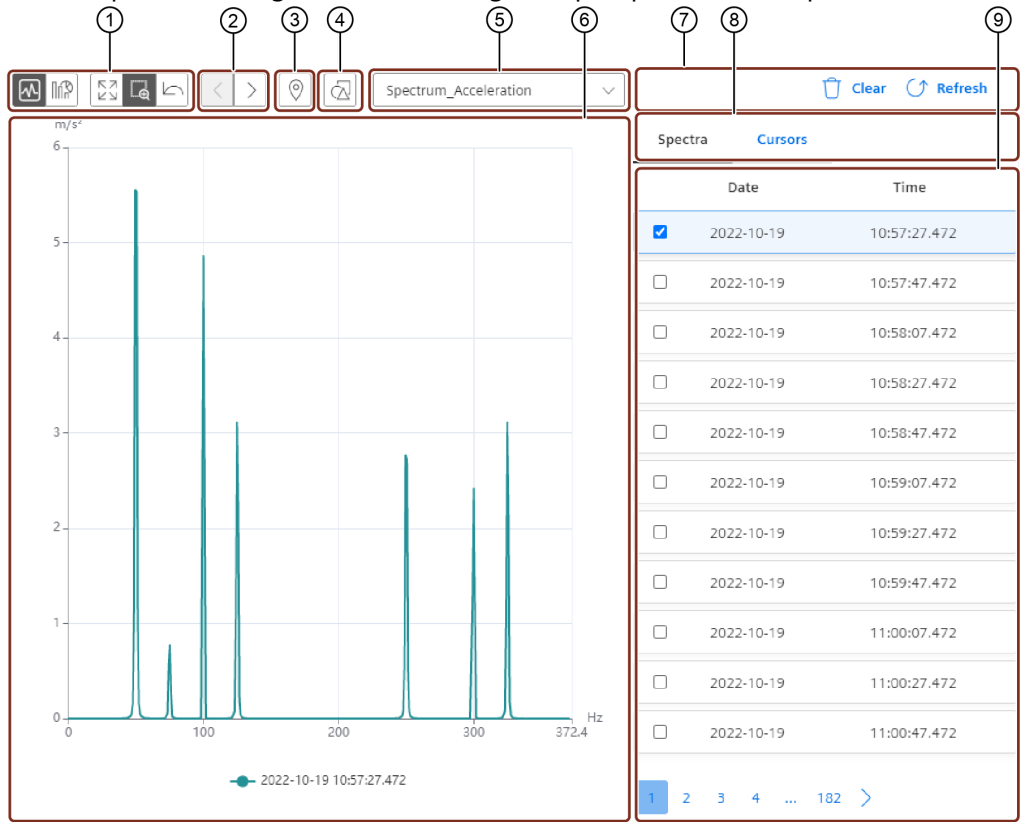 1 2 3 4 5 6 7 8 9
Spectrum_Acceleration
Clear Refresh
m/s²
6
5
4
3
2
1
0
0 100 200 300 372.4
Hz
2022-10-19 10:57:27.472
Spectra Cursors
Date Time
2022-10-19 10:57:27.472
2022-10-19 10:57:47.472
2022-10-19 10:58:07.472
2022-10-19 10:58:27.472
2022-10-19 10:58:47.472
2022-10-19 10:59:07.472
2022-10-19 10:59:27.472
2022-10-19 10:59:47.472
2022-10-19 11:00:07.472
2022-10-19 11:00:27.472
2022-10-19 11:00:47.472
1 2 3 4 ... 182